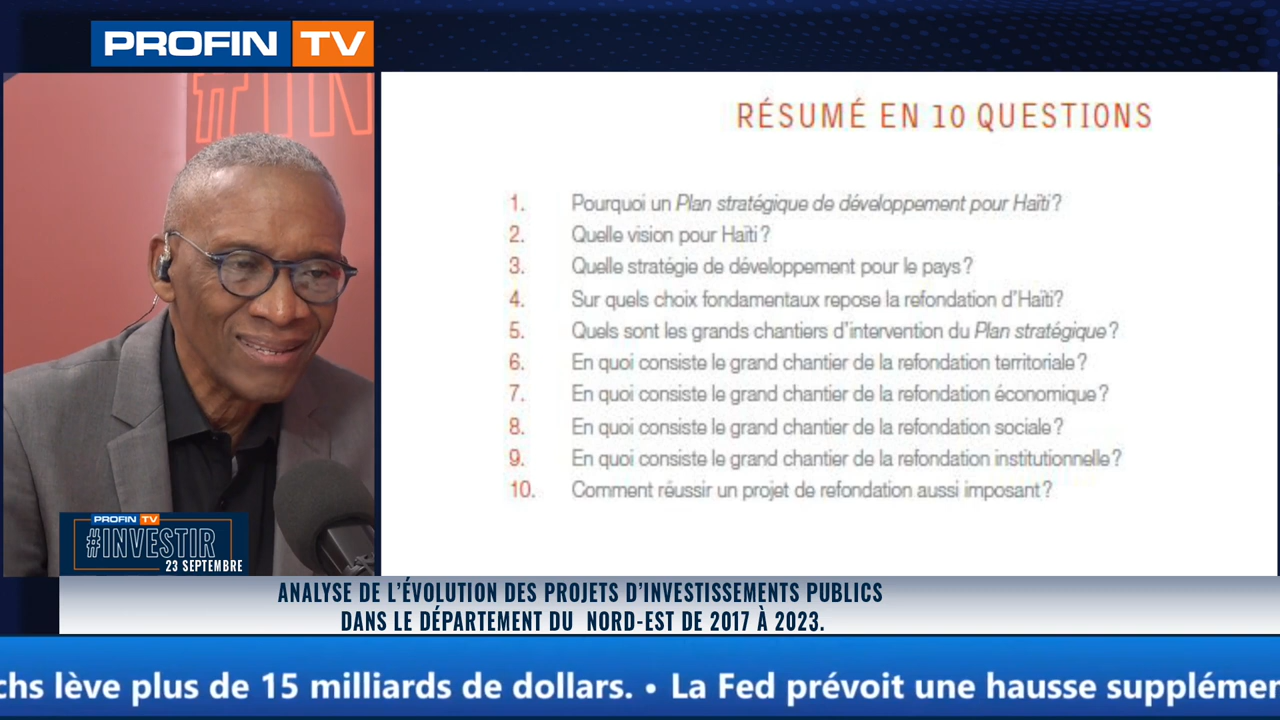 PROFIN TV
#IN
RÉSUMÉ EN 10 QUESTIONS
1. Pourquoi un Plan stratégique de développement pour Haïti ?
2. Quelle vision pour Haïti ?
3. Quelle stratégie de développement pour le pays ?
4. Sur quels choix fondamentaux repose la refondation d'Haïti?
5. Quels sont les grands chantiers d'intervention du Plan stratégique ?
6. En quoi consiste le grand chantier de la refondation territoriale ?
7. En quoi consiste le grand chantier de la refondation économique ?
8. En quoi consiste le grand chantier de la refondation sociale ?
9. En quoi consiste le grand chantier de la refondation institutionnelle ?
10. Comment réussir un projet de refondation aussi imposant ?
PROFIN TV
#INVESTIR
23 SEPTEMBRE
ANALYSE DE L'ÉVOLUTION DES PROJETS D'INVESTISSEMENTS PUBLICS
DANS LE DÉPARTEMENT DU NORD-EST DE 2017 À 2023.
chs lève plus de 15 milliards de dollars. • La Fed prévoit une hausse supplémen